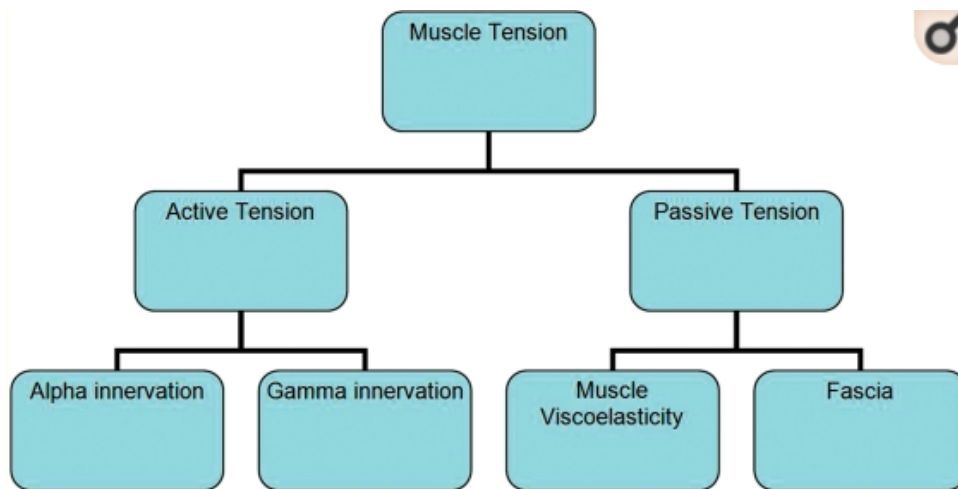 Muscle Tension
Active Tension
Passive Tension
Alpha innervation
Gamma innervation
Muscle
Viscoelasticity
Fascia